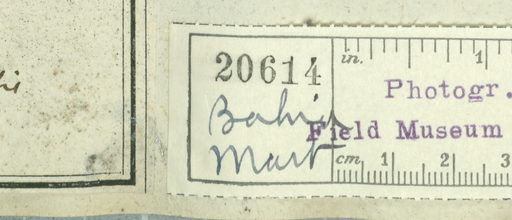 20614
Bahia
Mart
in. 1
Photogr.
Field Museum
cm 1 2 3